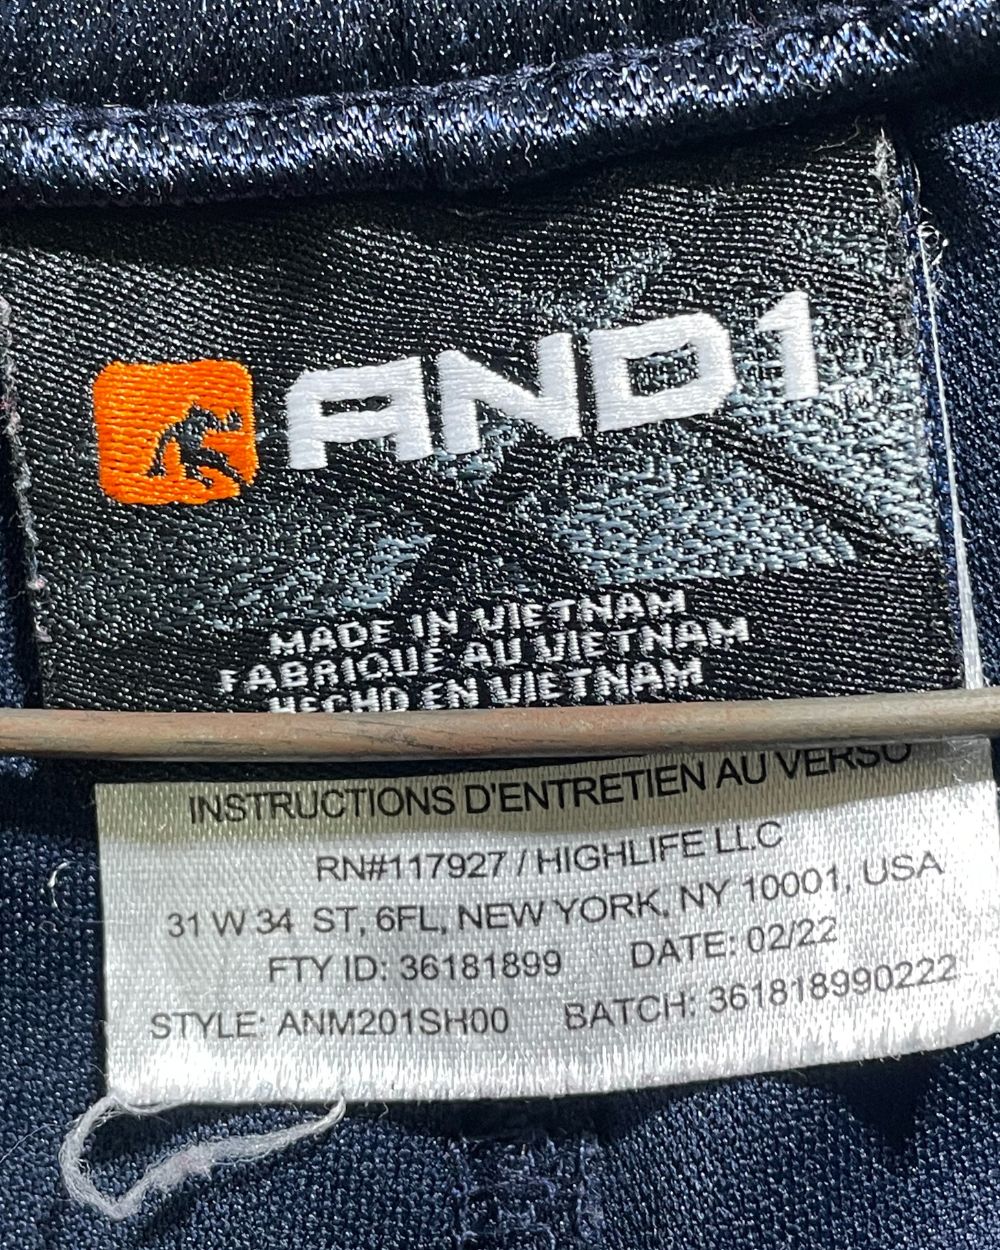 AND1
MADE IN VIETNAM
FABRIQUÉ AU VIETNAM
HECHO EN VIETNAM
INSTRUCTIONS D'ENTRETIEN AU VERSO
RN#117927 / HIGHLIFE LLC
31 W 34 ST, 6FL, NEW YORK, NY 10001, USA
FTY ID: 36181899 DATE: 02/22
STYLE: ANM201SH00 BATCH: 361818990222